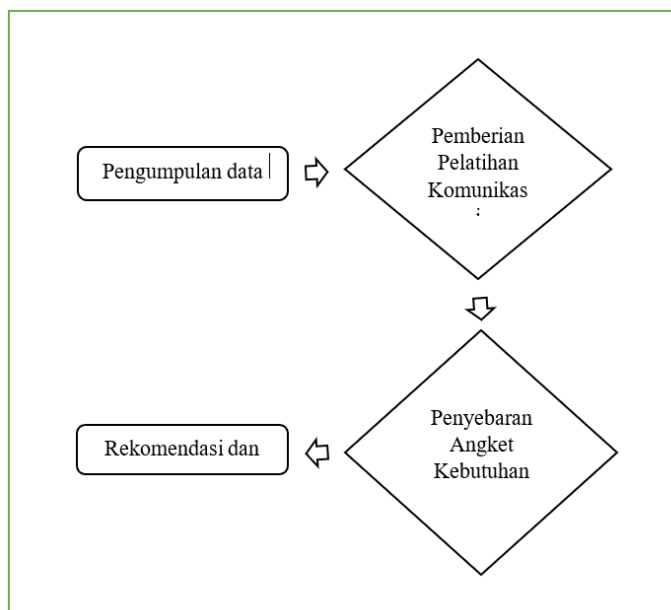 Pengumpulan data
Pemberian
Pelatihan
Komunikas
Penyebaran
Angket
Kebutuhan
Rekomendasi dan